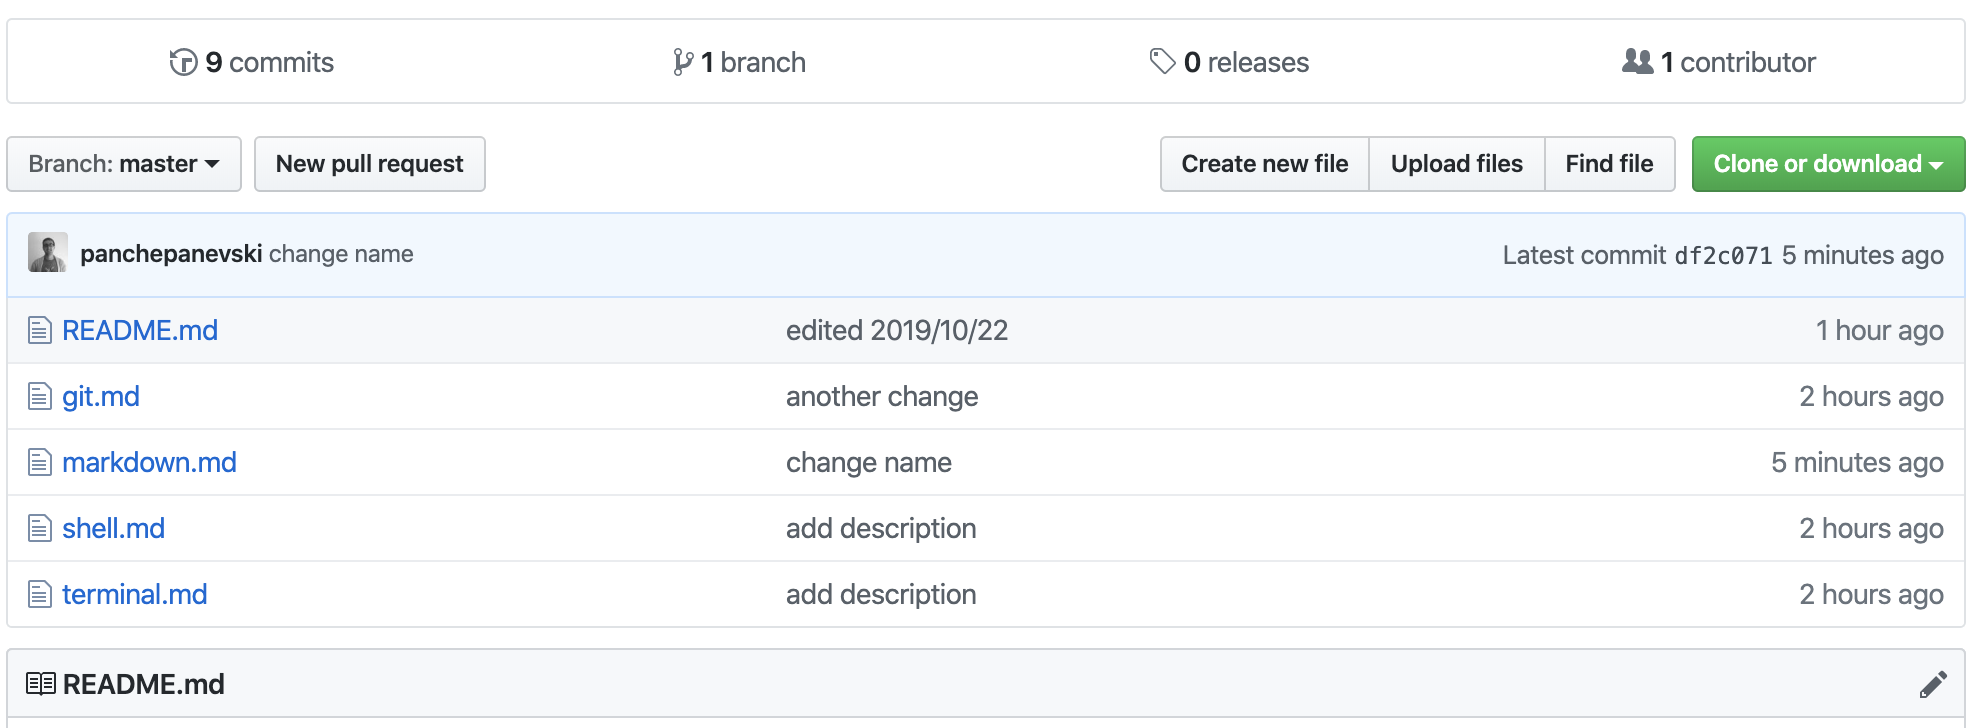 9 commits 1 branch 0 releases 1 contributor
Branch: master New pull request Create new file Upload files Find file Clone or download
panchepanevski change name Latest commit df2c071 5 minutes ago
README.md edited 2019/10/22 1 hour ago
git.md another change 2 hours ago
markdown.md change name 5 minutes ago
shell.md add description 2 hours ago
terminal.md add description 2 hours ago
README.md